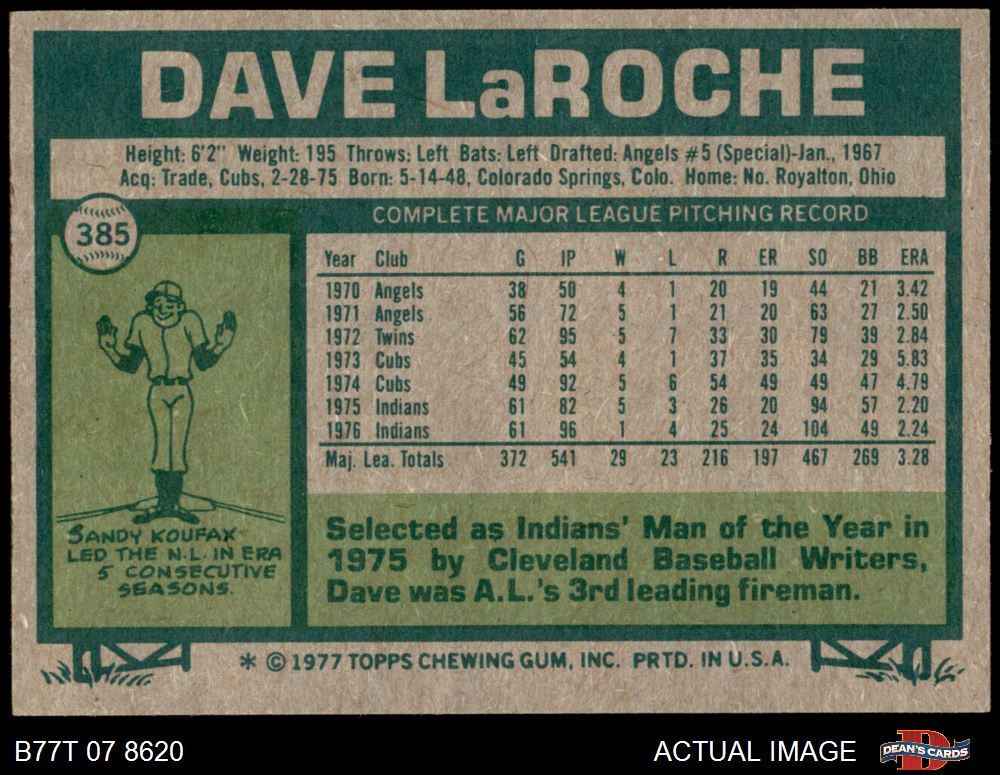 DAVE LaROCHE
Height: 6'2" Weight: 195 Throws: Left Bats: Left Drafted: Angels #5 (Special)-Jan., 1967
Acq: Trade, Cubs, 2-28-75 Born: 5-14-48, Colorado Springs, Colo. Home: No. Royalton, Ohio
385
COMPLETE MAJOR LEAGUE PITCHING RECORD
Year Club G IP W L R ER SO BB ERA
1970 Angels 38 50 4 1 20 19 44 21 3.42
1971 Angels 56 72 5 1 21 20 63 27 2.50
1972 Twins 62 95 5 7 33 30 79 39 2.84
1973 Cubs 45 54 4 1 37 35 34 29 5.83
1974 Cubs 49 92 5 6 54 49 49 47 4.79
1975 Indians 61 82 5 3 26 20 94 57 2.20
1976 Indians 61 96 1 4 25 24 104 49 2.24
Maj. Lea. Totals 372 541 29 23 216 197 467 269 3.28
SANDY KOUFAX
LED THE N.L. IN ERA
5 CONSECUTIVE
SEASONS.
Selected as Indians' Man of the Year in
1975 by Cleveland Baseball Writers,
Dave was A.L.'s 3rd leading fireman.
* © 1977 TOPPS CHEWING GUM, INC. PRTD. IN U.S.A.
B77T 07 8620
ACTUAL IMAGE
D
DEAN'S CARDS